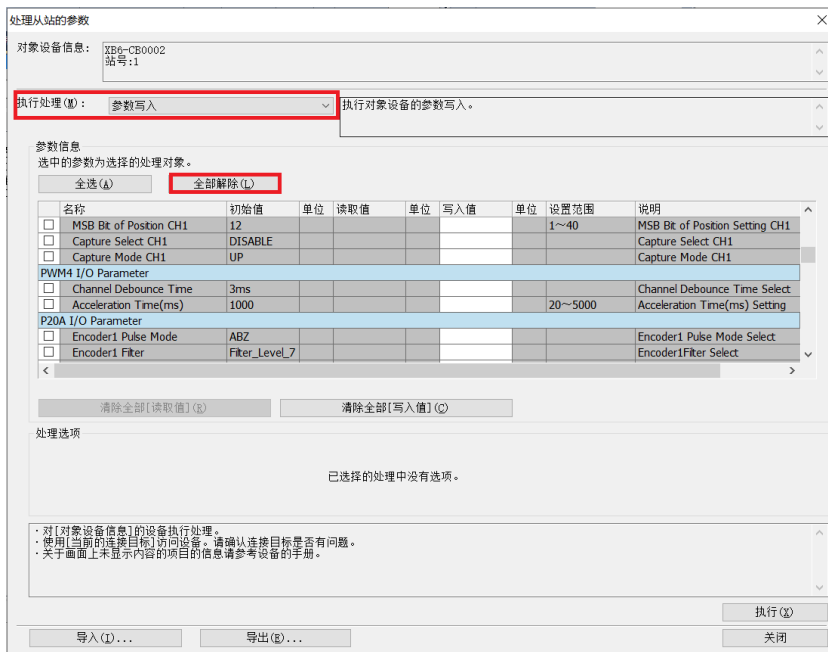 处理从站的参数
对象设备信息: XB6-CB0002
站号:1
执行处理(M): 参数写入 执行对象设备的参数写入。
参数信息
选中的参数为选择的处理对象。
全选(A) 全部解除(L)
名称 初始值 单位 读取值 单位 写入值 单位 设置范围 说明
MSB Bit of Position CH1 12 1~40 MSB Bit of Position Setting CH1
Capture Select CH1 DISABLE Capture Select CH1
Capture Mode CH1 UP Capture Mode CH1
PWM4 I/O Parameter
Channel Debounce Time 3ms Channel Debounce Time Select
Acceleration Time(ms) 1000 20~5000 Acceleration Time(ms) Setting
P20A I/O Parameter
Encoder1 Pulse Mode ABZ Encoder1 Pulse Mode Select
Encoder1 Filter Filter_Level_7 Encoder1Filter Select
清除全部[读取值](R) 清除全部[写入值](C)
处理选项
已选择的处理中没有选项。
·对[对象设备信息]的设备执行处理。
·使用[当前的连接目标]访问设备。请确认连接目标是否有问题。
·关于画面上未显示内容的项目的信息请参考设备的手册。
执行(X)
导入(I)... 导出(E)... 关闭